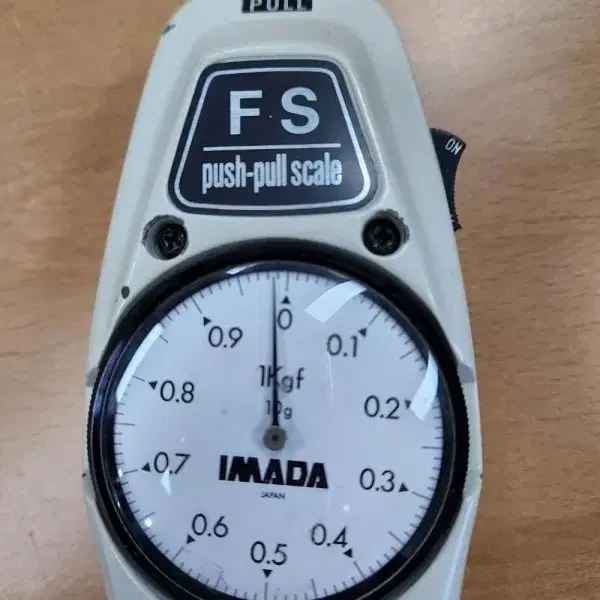 PULL
FS
push-pull scale
ON
0
0.1
0.2
0.3
0.4
0.5
0.6
0.7
0.8
0.9
1Kgf
10g
IMADA
JAPAN